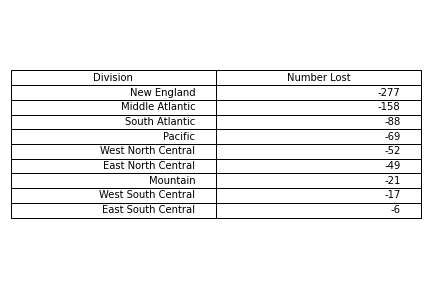 Division Number Lost
New England -277
Middle Atlantic -158
South Atlantic -88
Pacific -69
West North Central -52
East North Central -49
Mountain -21
West South Central -17
East South Central -6